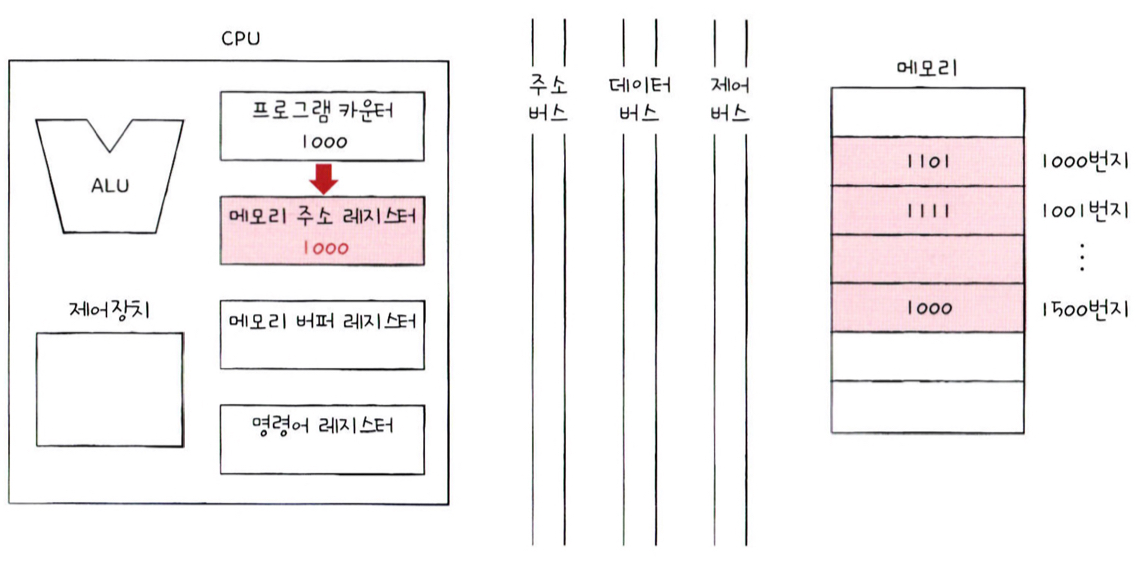 CPU
ALU
제어장치
프로그램 카운터
1000
메모리 주소 레지스터
1000
메모리 버퍼 레지스터
명령어 레지스터
주소
버스
데이터
버스
제어
버스
메모리
1101
1000번지
1111
1001번지
⋮
1000
1500번지